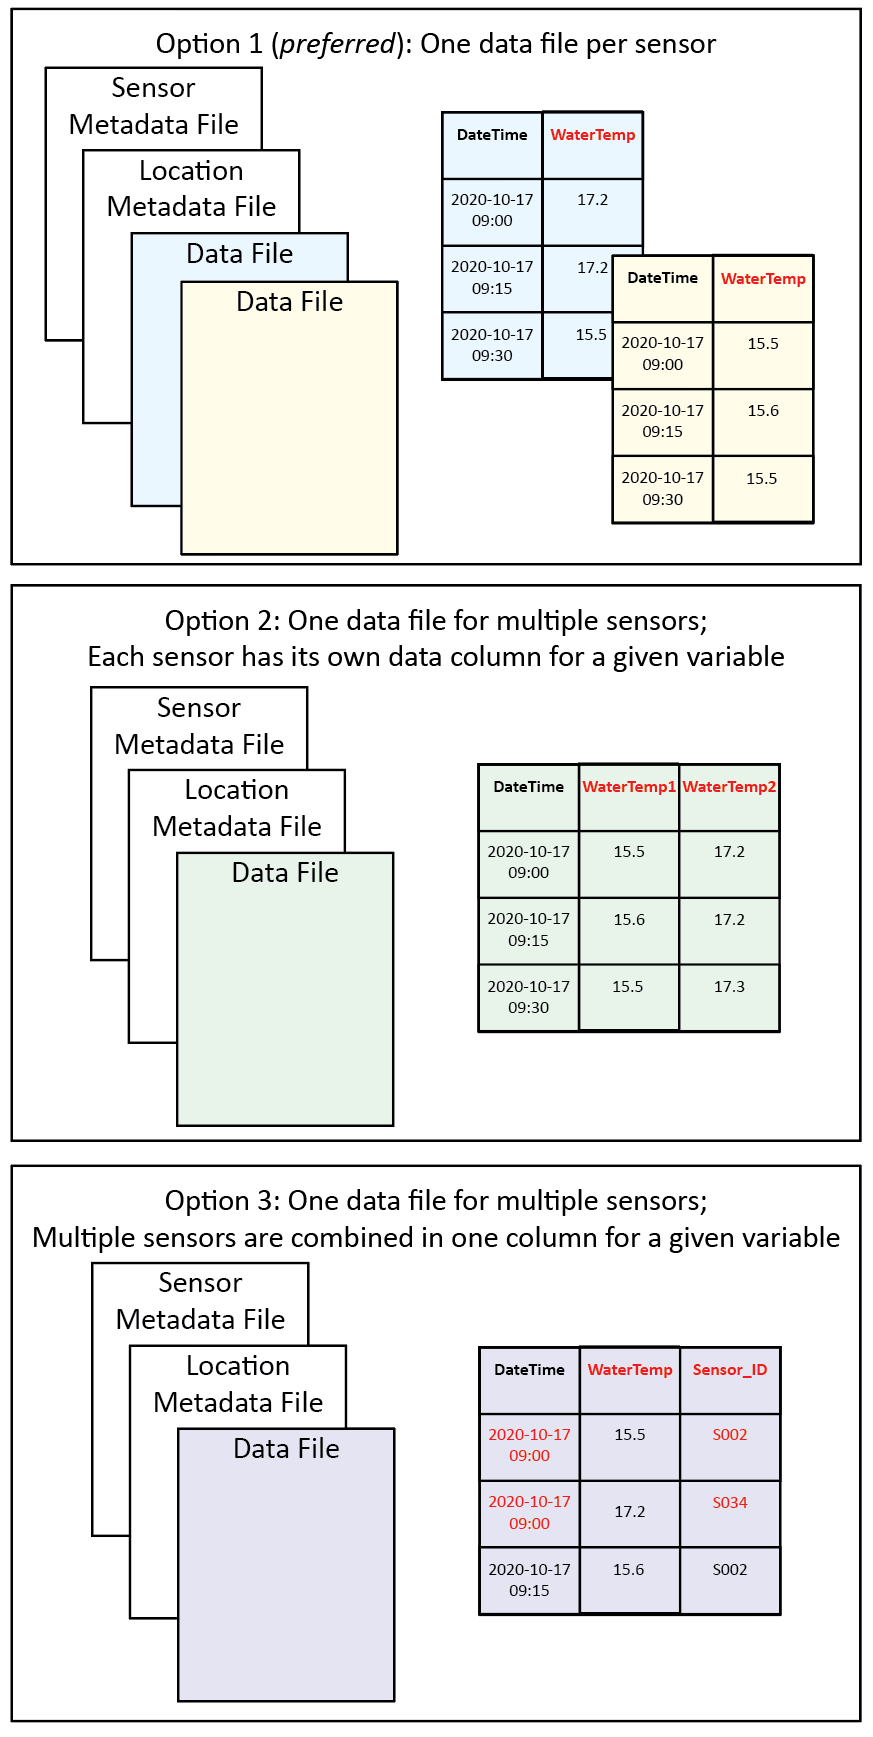 Option 1 (preferred): One data file per sensor
Sensor
Metadata File
Location
Metadata File
Data File
Data File
DateTime WaterTemp
2020-10-17
09:00
17.2
2020-10-17
09:15
17.2
2020-10-17
09:30
15.5
DateTime WaterTemp
2020-10-17
09:00
15.5
2020-10-17
09:15
15.6
2020-10-17
09:30
15.5
Option 2: One data file for multiple sensors;
Each sensor has its own data column for a given variable
Sensor
Metadata File
Location
Metadata File
Data File
DateTime WaterTemp1 WaterTemp2
2020-10-17
09:00
15.5 17.2
2020-10-17
09:15
15.6 17.2
2020-10-17
09:30
15.5 17.3
Option 3: One data file for multiple sensors;
Multiple sensors are combined in one column for a given variable
Sensor
Metadata File
Location
Metadata File
Data File
DateTime WaterTemp Sensor_ID
2020-10-17
09:00
15.5 S002
2020-10-17
09:00
17.2 S034
2020-10-17
09:15
15.6 S002